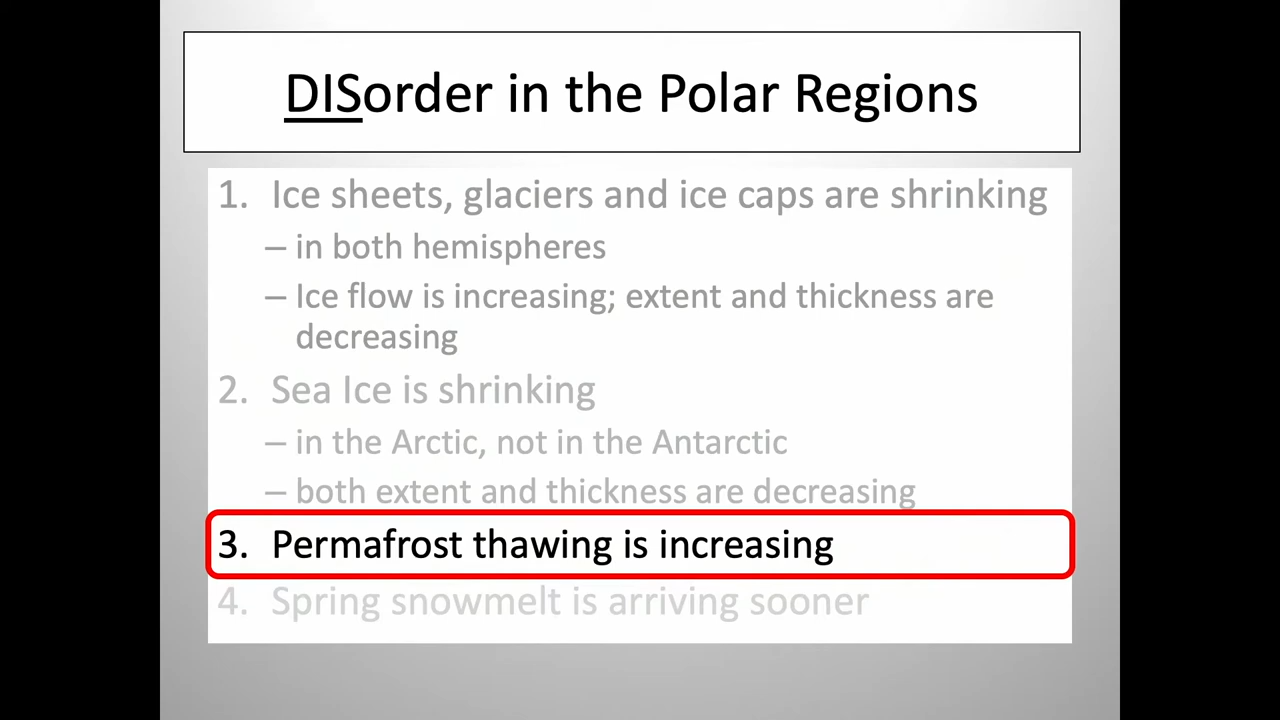 DISorder in the Polar Regions
1. Ice sheets, glaciers and ice caps are shrinking
– in both hemispheres
– Ice flow is increasing; extent and thickness are
decreasing
2. Sea Ice is shrinking
– in the Arctic, not in the Antarctic
– both extent and thickness are decreasing
3. Permafrost thawing is increasing
4. Spring snowmelt is arriving sooner